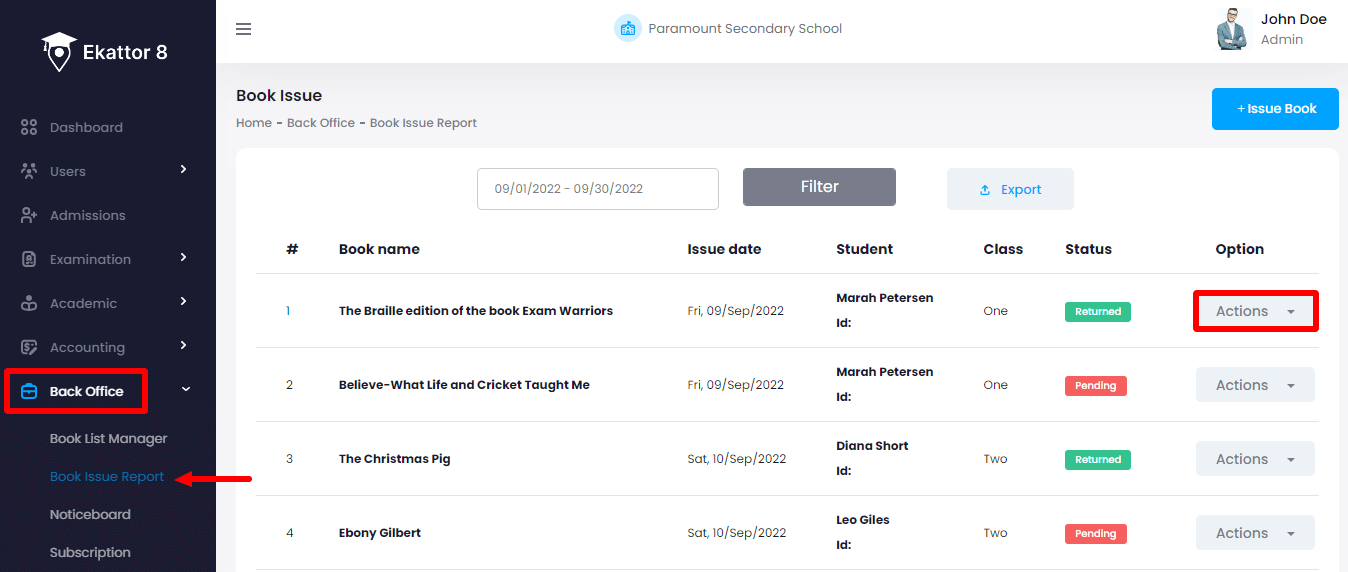 Ekattor 8
Paramount Secondary School
John Doe
Admin
Dashboard
Users
Admissions
Examination
Academic
Accounting
Back Office
Book List Manager
Book Issue Report
Noticeboard
Subscription
Book Issue
Home - Back Office - Book Issue Report
+ Issue Book
09/01/2022 - 09/30/2022 Filter Export
# Book name Issue date Student Class Status Option
1 The Braille edition of the book Exam Warriors Fri, 09/Sep/2022 Marah Petersen One Returned Actions
Id:
2 Believe-What Life and Cricket Taught Me Fri, 09/Sep/2022 Marah Petersen One Pending Actions
Id:
3 The Christmas Pig Sat, 10/Sep/2022 Diana Short Two Returned Actions
Id:
4 Ebony Gilbert Sat, 10/Sep/2022 Leo Giles Two Pending Actions
Id: